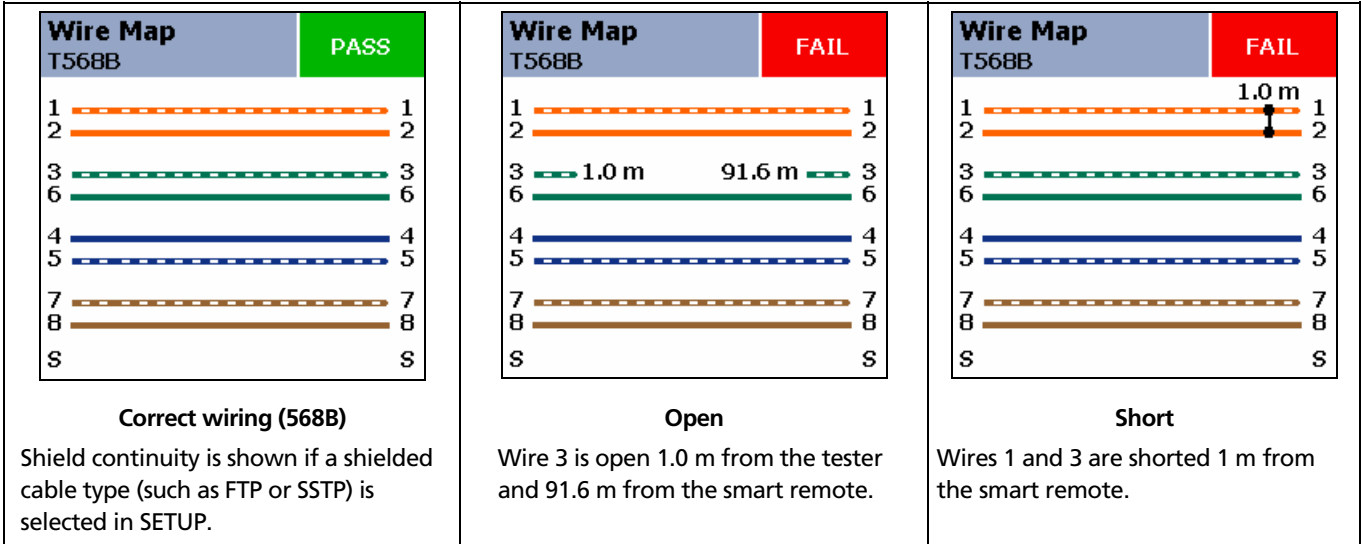 Wire Map
T568B
PASS
1 1
2 2
3 3
6 6
4 4
5 5
7 7
8 8
S S
Correct wiring (568B)
Shield continuity is shown if a shielded
cable type (such as FTP or SSTP) is
selected in SETUP.
Wire Map
T568B
FAIL
1 1
2 2
3 1.0 m 91.6 m 3
6 6
4 4
5 5
7 7
8 8
S S
Open
Wire 3 is open 1.0 m from the tester
and 91.6 m from the smart remote.
Wire Map
T568B
FAIL
1.0 m
1 1
2 2
3 3
6 6
4 4
5 5
7 7
8 8
S S
Short
Wires 1 and 3 are shorted 1 m from
the smart remote.